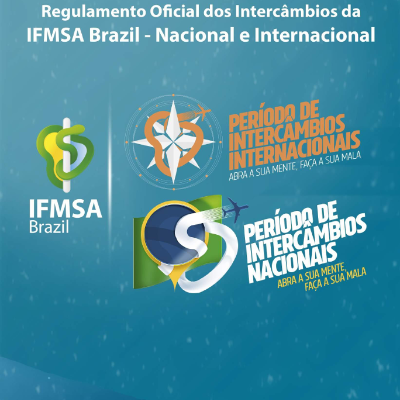 Regulamento Oficial dos Intercâmbios da
IFMSA Brazil - Nacional e Internacional
PERÍODO DE
INTERCÂMBIOS
INTERNACIONAIS
ABRA A SUA MENTE, FAÇA A SUA MALA
IFMSA
Brazil
PERÍODO DE
INTERCÂMBIOS
NACIONAIS
ABRA A SUA MENTE,
FAÇA A SUA MALA